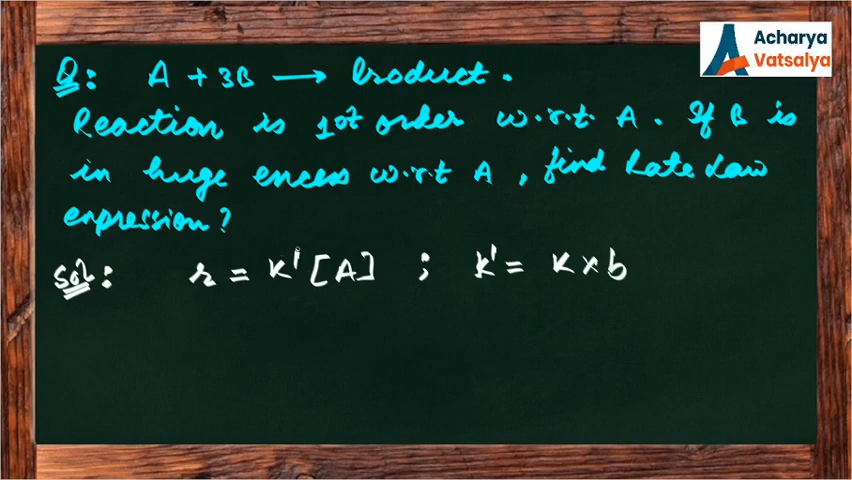 Acharya
Vatsalya
Q: A + 3B → Product.
Reaction is 1st order w.r.t. A. If B is
in huge excess w.r.t A, find Rate Law
expression?
Sol: r = K'[A] ; K' = K × b